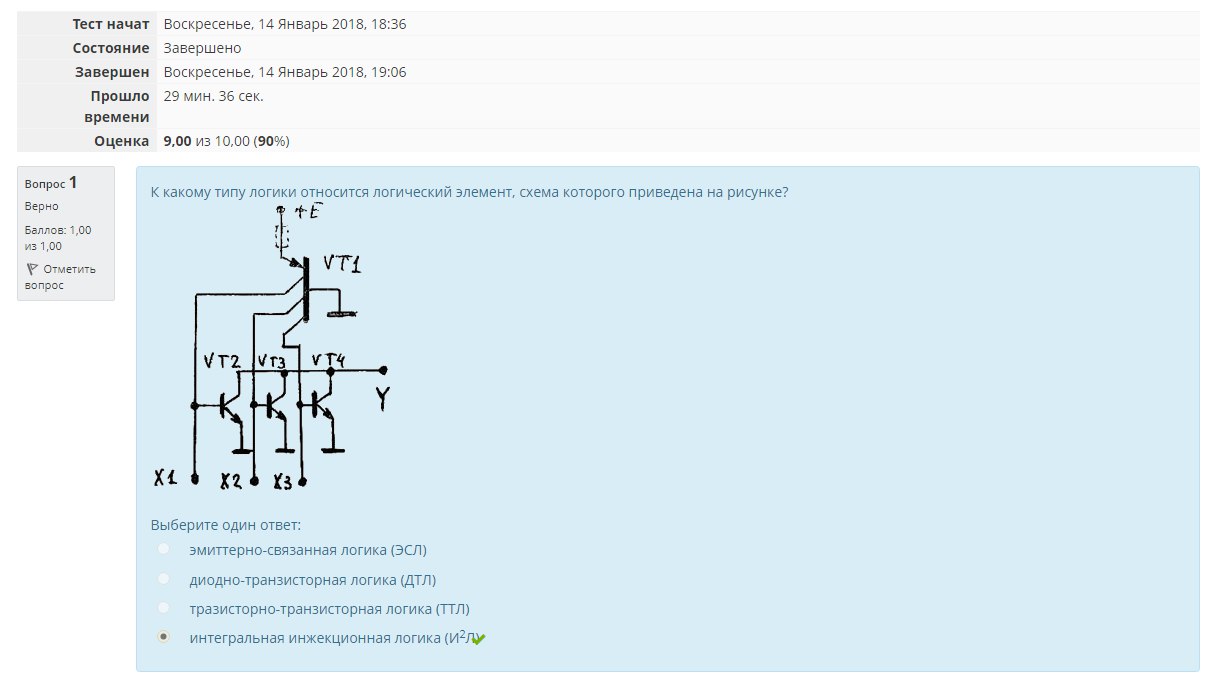 Тест начат Воскресенье, 14 Январь 2018, 18:36
Состояние Завершено
Завершен Воскресенье, 14 Январь 2018, 19:06
Прошло времени 29 мин. 36 сек.
Оценка 9,00 из 10,00 (90%)
Вопрос 1
Верно
Баллов: 1,00
из 1,00
Отметить
вопрос
К какому типу логики относится логический элемент, схема которого приведена на рисунке?
+E
VT1
VT2 VT3 VT4
Y
X1 X2 X3
Выберите один ответ:
эмиттерно-связанная логика (ЭСЛ)
диодно-транзисторная логика (ДТЛ)
тразисторно-транзисторная логика (ТТЛ)
интегральная инжекционная логика (И²Л)